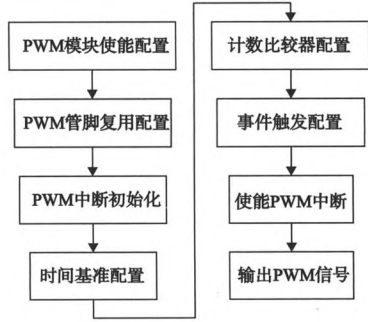 PWM模块使能配置
PWM管脚复用配置
PWM中断初始化
时间基准配置
计数比较器配置
事件触发配置
使能PWM中断
输出PWM信号